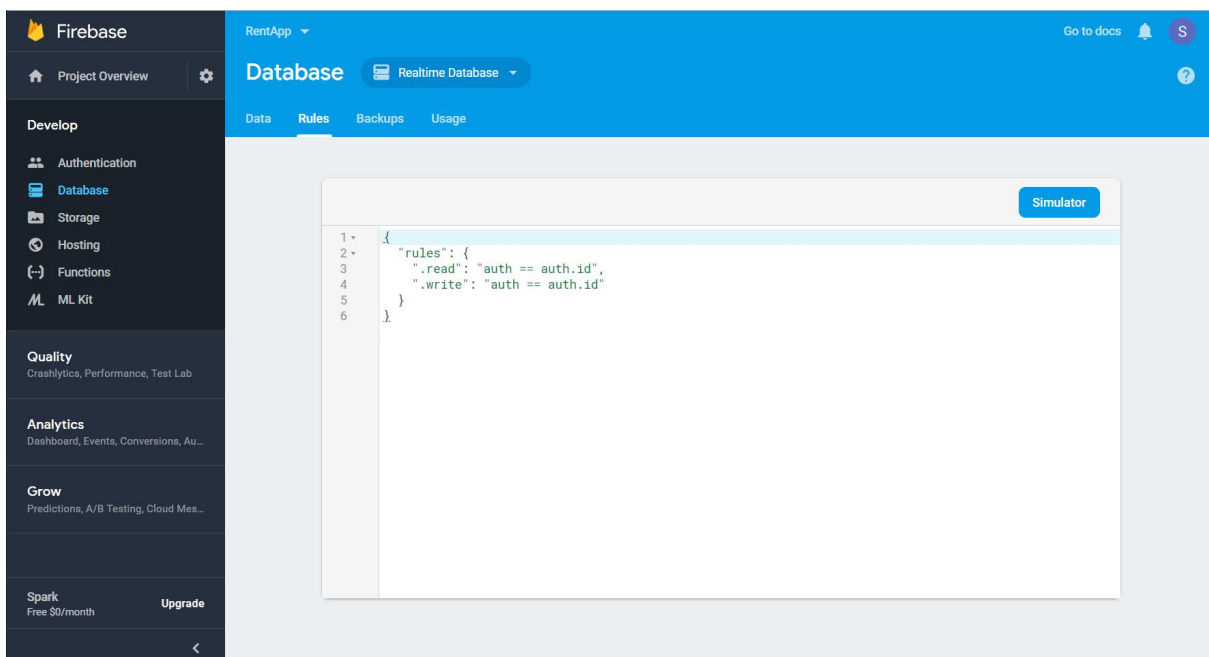 Firebase
Project Overview
Develop
Authentication
Database
Storage
Hosting
Functions
ML Kit
Quality
Crashlytics, Performance, Test Lab
Analytics
Dashboard, Events, Conversions, Au...
Grow
Predictions, A/B Testing, Cloud Mes...
Spark
Free $0/month
Upgrade
RentApp
Go to docs
S
Database
Realtime Database
?
Data Rules Backups Usage
Simulator
1 {
2 "rules": {
3 ".read": "auth == auth.id",
4 ".write": "auth == auth.id"
5 }
6 }